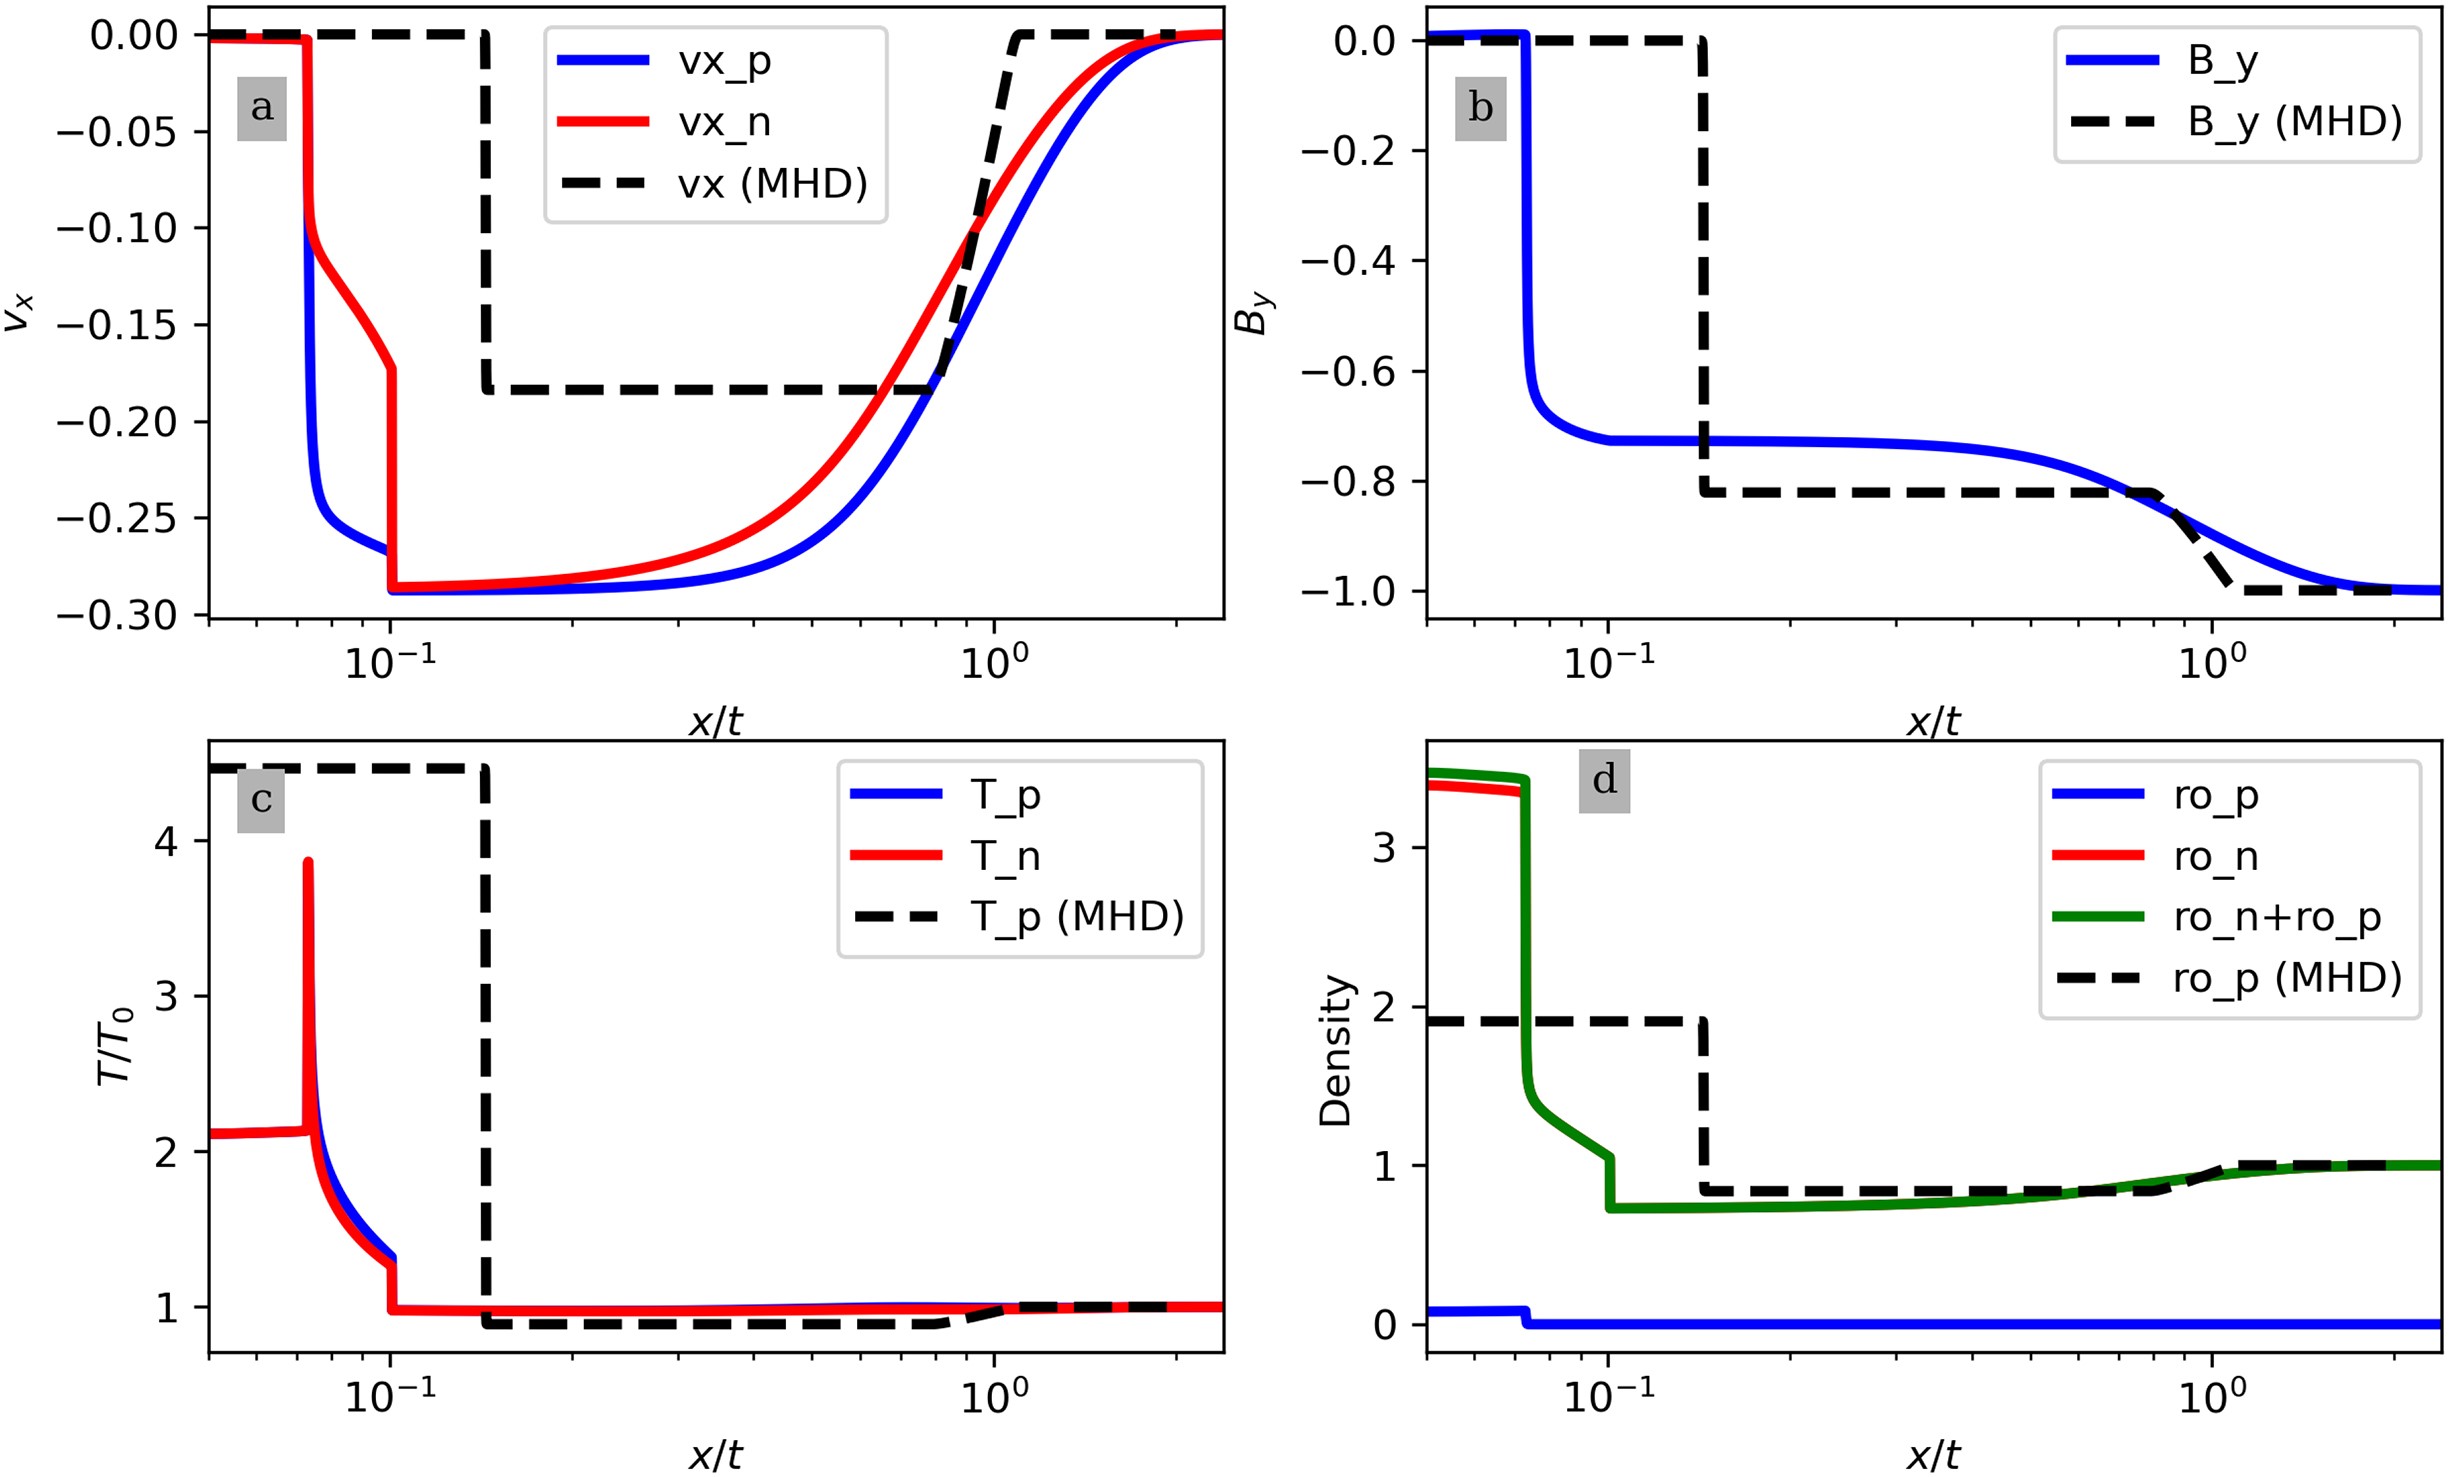 a
vx_p
vx_n
vx (MHD)
0.00
−0.05
−0.10
−0.15
−0.20
−0.25
−0.30
v_x
10^−1
10^0
x/t
b
B_y
B_y (MHD)
0.0
−0.2
−0.4
−0.6
−0.8
−1.0
B_y
10^−1
10^0
x/t
c
T_p
T_n
T_p (MHD)
4
3
2
1
T/T_0
10^−1
10^0
x/t
d
ro_p
ro_n
ro_n+ro_p
ro_p (MHD)
3
2
1
0
Density
10^−1
10^0
x/t